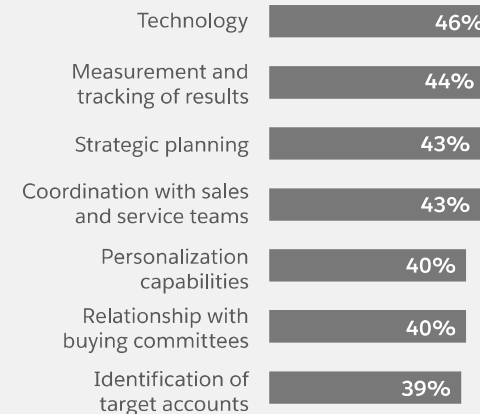 Technology 46%
Measurement and
tracking of results 44%
Strategic planning 43%
Coordination with sales
and service teams 43%
Personalization
capabilities 40%
Relationship with
buying committees 40%
Identification of
target accounts 39%